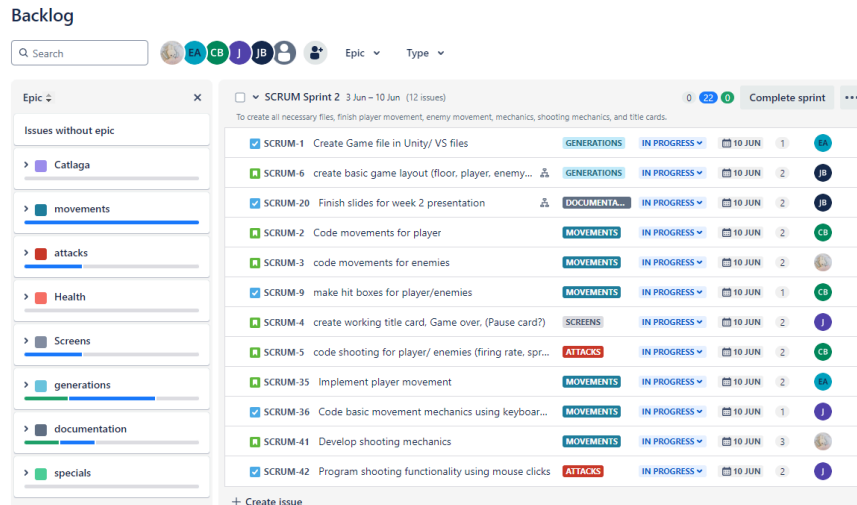 Backlog
Search
EA CB J JB
Epic
Type
Epic
Issues without epic
Catlaga
movements
attacks
Health
Screens
generations
documentation
specials
SCRUM Sprint 2 3 Jun – 10 Jun (12 issues) 0 22 0 Complete sprint
To create all necessary files, finish player movement, enemy movement, mechanics, shooting mechanics, and title cards.
SCRUM-1 Create Game file in Unity/ VS files GENERATIONS IN PROGRESS 10 JUN 1 EA
SCRUM-6 create basic game layout (floor, player, enemy... GENERATIONS IN PROGRESS 10 JUN 2 JB
SCRUM-20 Finish slides for week 2 presentation DOCUMENTA... IN PROGRESS 10 JUN 2 JB
SCRUM-2 Code movements for player MOVEMENTS IN PROGRESS 10 JUN 2 CB
SCRUM-3 code movements for enemies MOVEMENTS IN PROGRESS 10 JUN 2
SCRUM-9 make hit boxes for player/enemies MOVEMENTS IN PROGRESS 10 JUN 1 CB
SCRUM-4 create working title card, Game over, (Pause card?) SCREENS IN PROGRESS 10 JUN 2 J
SCRUM-5 code shooting for player/ enemies (firing rate, spr... ATTACKS IN PROGRESS 10 JUN 2 CB
SCRUM-35 Implement player movement MOVEMENTS IN PROGRESS 10 JUN 2 EA
SCRUM-36 Code basic movement mechanics using keyboar... MOVEMENTS IN PROGRESS 10 JUN 1 J
SCRUM-41 Develop shooting mechanics MOVEMENTS IN PROGRESS 10 JUN 3
SCRUM-42 Program shooting functionality using mouse clicks ATTACKS IN PROGRESS 10 JUN 2 J
+ Create issue